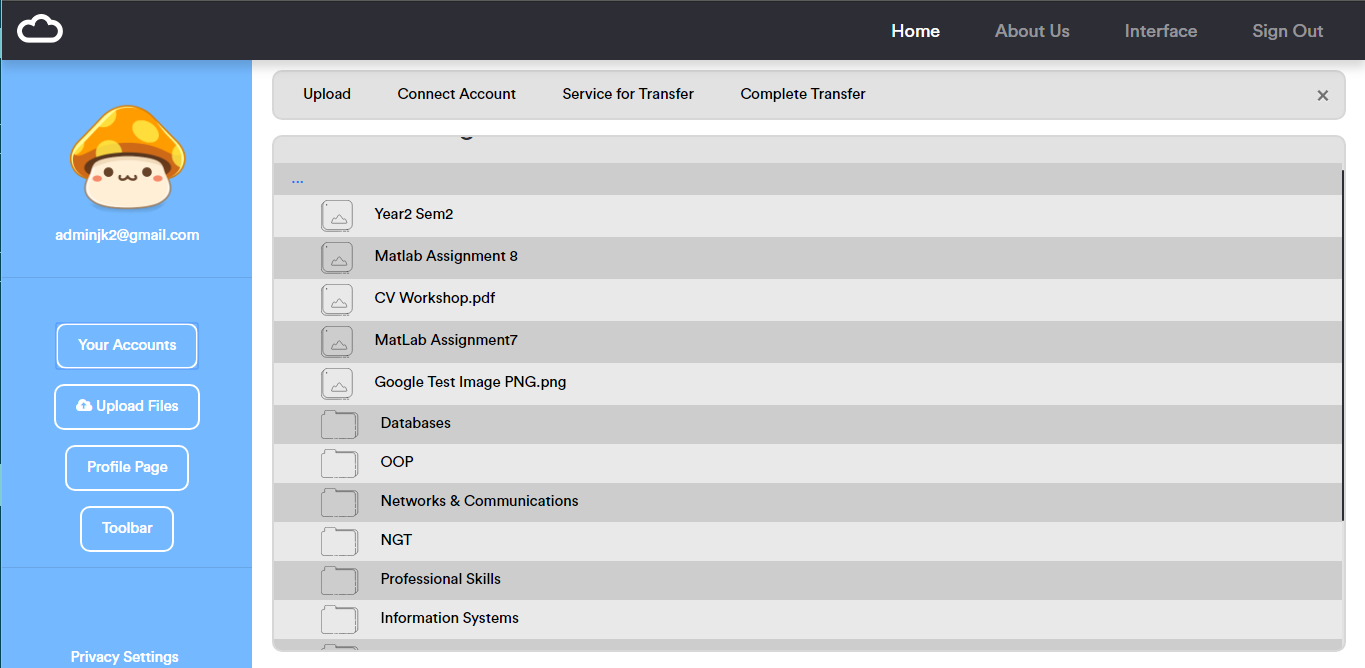 Home About Us Interface Sign Out
Upload Connect Account Service for Transfer Complete Transfer ×
adminjk2@gmail.com
Your Accounts
Upload Files
Profile Page
Toolbar
Privacy Settings
...
Year2 Sem2
Matlab Assignment 8
CV Workshop.pdf
MatLab Assignment7
Google Test Image PNG.png
Databases
OOP
Networks & Communications
NGT
Professional Skills
Information Systems